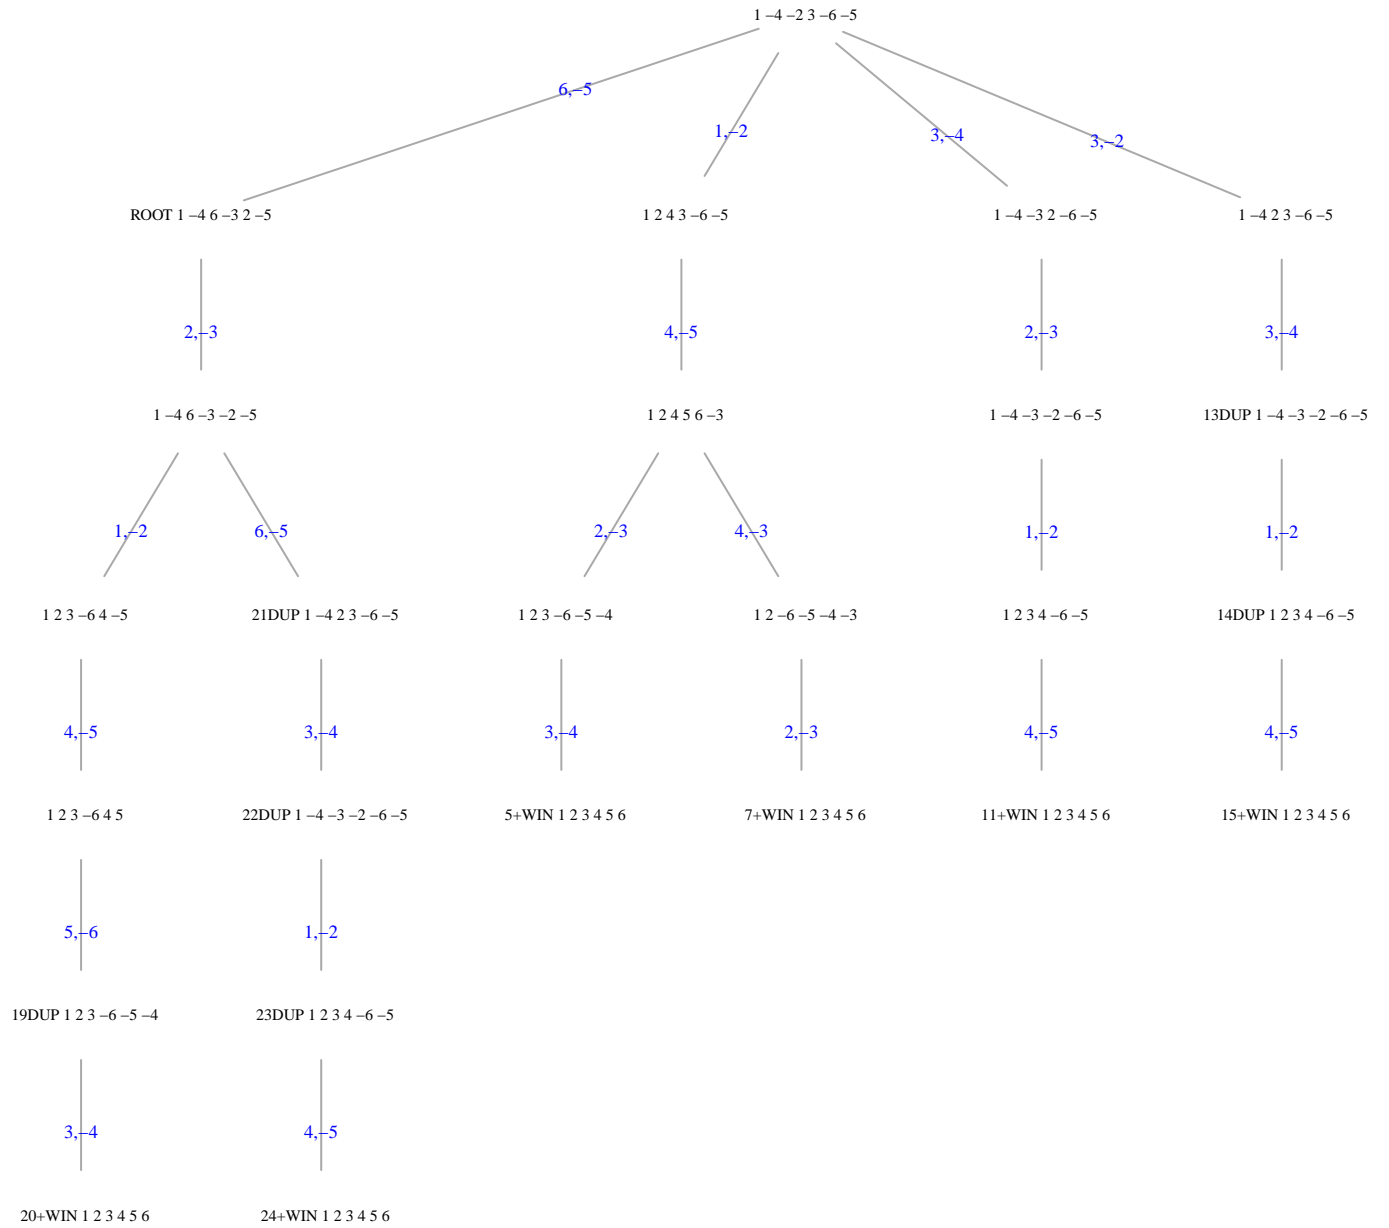 1 –4 –2 3 –6 –5
6,–5
1,–2
3,–4
3,–2
ROOT 1 –4 6 –3 2 –5
1 2 4 3 –6 –5
1 –4 –3 2 –6 –5
1 –4 2 3 –6 –5
2,–3
4,–5
2,–3
3,–4
1 –4 6 –3 –2 –5
1 2 4 5 6 –3
1 –4 –3 –2 –6 –5
13DUP 1 –4 –3 –2 –6 –5
1,–2
6,–5
2,–3
4,–3
1,–2
1,–2
1 2 3 –6 4 –5
21DUP 1 –4 2 3 –6 –5
1 2 3 –6 –5 –4
1 2 –6 –5 –4 –3
1 2 3 4 –6 –5
14DUP 1 2 3 4 –6 –5
4,–5
3,–4
3,–4
2,–3
4,–5
4,–5
1 2 3 –6 4 5
22DUP 1 –4 –3 –2 –6 –5
5+WIN 1 2 3 4 5 6
7+WIN 1 2 3 4 5 6
11+WIN 1 2 3 4 5 6
15+WIN 1 2 3 4 5 6
5,–6
1,–2
19DUP 1 2 3 –6 –5 –4
23DUP 1 2 3 4 –6 –5
3,–4
4,–5
20+WIN 1 2 3 4 5 6
24+WIN 1 2 3 4 5 6